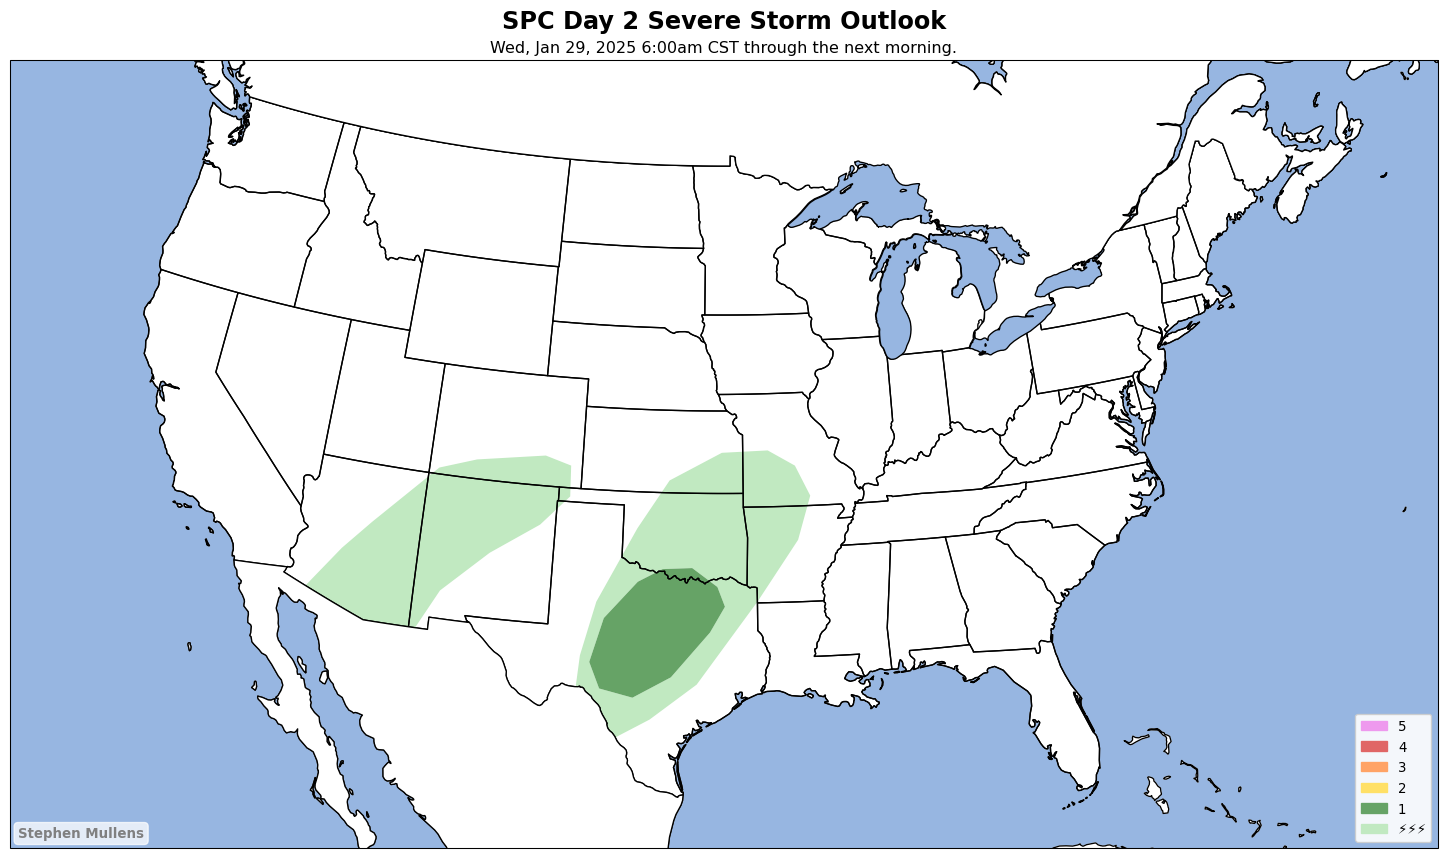 SPC Day 2 Severe Storm Outlook
Wed, Jan 29, 2025 6:00am CST through the next morning.
5
4
3
2
1
⚡⚡⚡
Stephen Mullens